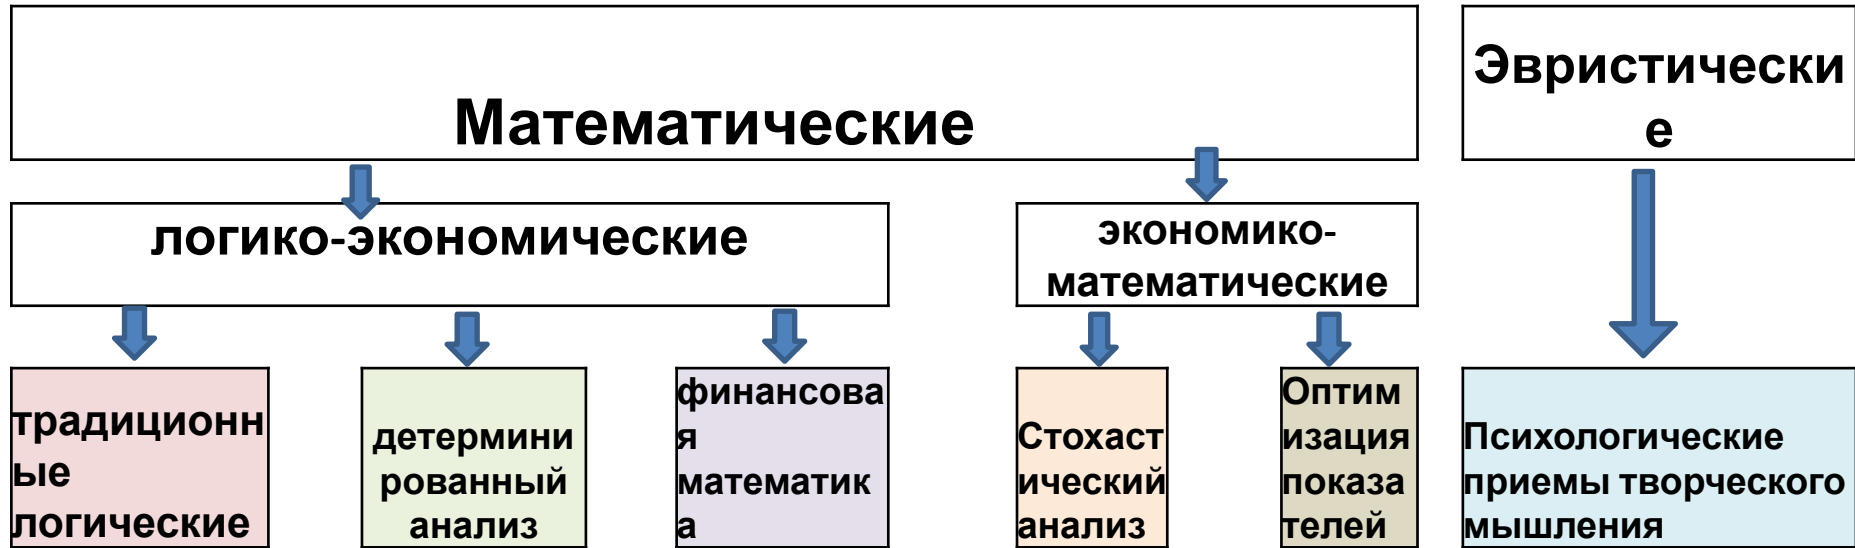 Математические
Эвристически
е
логико-экономические
экономико-
математические
традиционн
ые
логические
детермини
рованный
анализ
финансова
я
математик
а
Стохаст
ический
анализ
Оптим
изация
показа
телей
Психологические
приемы творческого
мышления